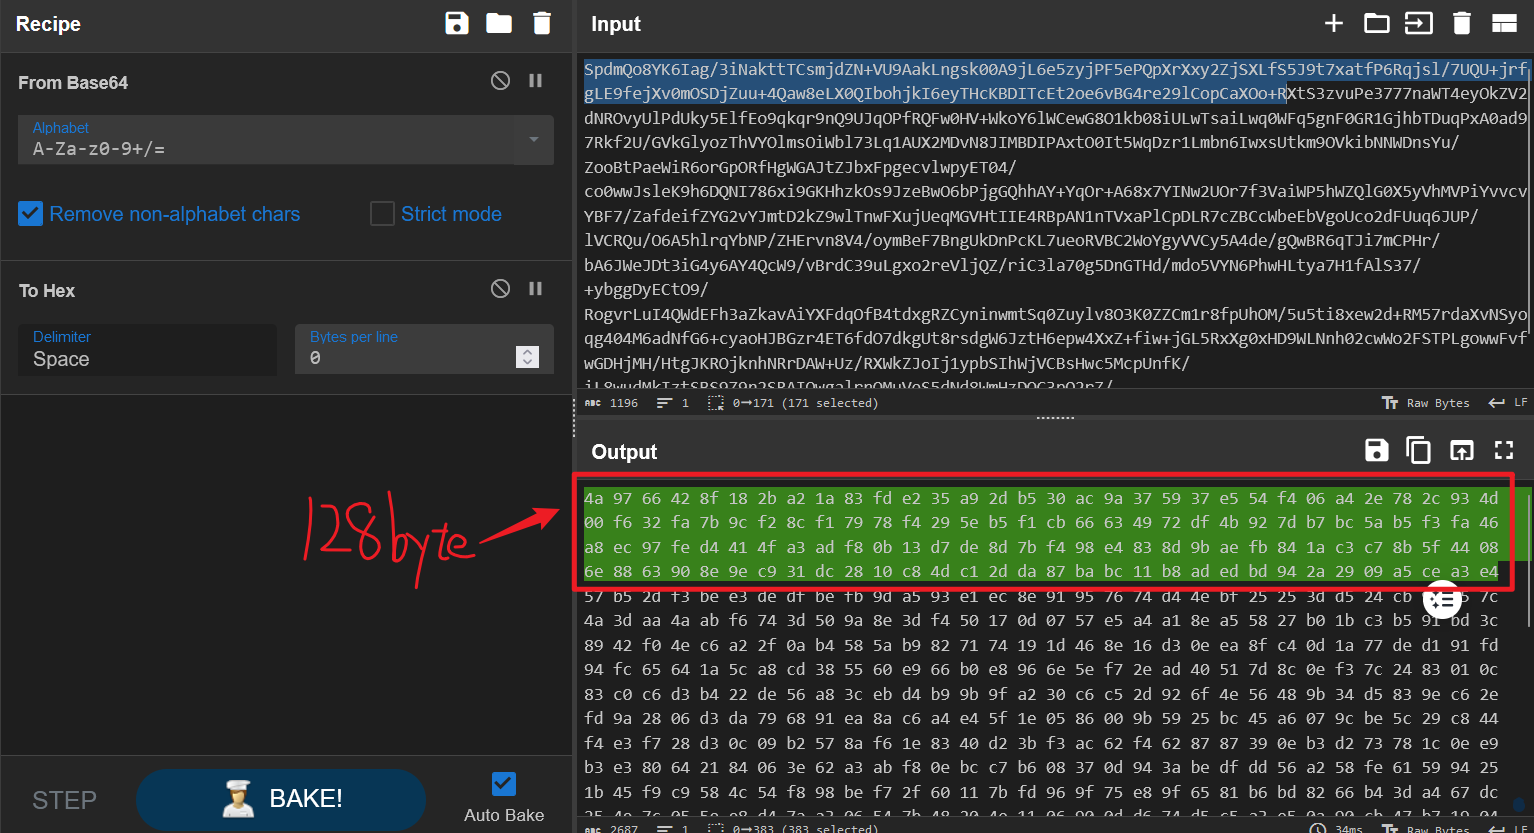 Recipe
From Base64
Alphabet
A-Za-z0-9+/=
Remove non-alphabet chars
Strict mode
To Hex
Delimiter
Space
Bytes per line
0
128byte
STEP
BAKE!
Auto Bake
Input
SpdmQo8YK6Iag/3iNakttTCsmjdZN+VU9AakLngsk00A9jL6e5zyjPF5ePQpXrXxy2ZjSXLfS5J9t7xatfP6Rqjsl/7UQU+jrf
gLE9fejXv0mOSDjZuu+4Qaw8eLX0QIbohjkI6eyTHcKBDITcEt2oe6vBG4re29lCopCaXOo+RXtS3zvuPe3777naWT4eyOkZV2
dNROvyUlPdUky5ElfEo9qkqr9nQ9UJqOPfRQFw0HV+WkoY6lWCewG8O1kb08iULwTsaiLwq0WFq5gnF0GR1GjhbTDuqPxA0ad9
7Rkf2U/GVkGlyozThVYOlmsOiWbl73Lq1AUX2MDvN8JIMBDIPAxtO0It5WqDzr1Lmbn6IwxsUtkm9OVkibNNWDnsYu/
ZooBtPaeWiR6orGpORfHgWGAJtZJbxFpgecvlwpyET04/
co0wwJsleK9h6DQNI786xi9GKHhzkOs9JzeBwO6bPjgGQhhAY+YqOr+A68x7YINw2UOr7f3VaiWP5hWZQlG0X5yVhMVPiYvvcv
YBF7/ZafdeifZYG2vYJmtD2kZ9wlTnwFXujUeqMGVHtIIE4RBpAN1nTVxaPlCpDLR7cZBCcWbeEbVgoUco2dFUuq6JUP/
lVCRQu/O6A5hlrqYbNP/ZHErvn8V4/oymBeF7BngUkDnPcKL7ueoRVBC2WoYgyVVCy5A4de/gQwBR6qTJi7mCPHr/
bA6JWeJDt3iG4y6AY4QcW9/vBrdC39uLgxo2reVljQZ/riC3la70g5DnGTHd/mdo5VYN6PhwHLtya7H1fAlS37/
+ybggDyECtO9/
RogvrLuI4QWdEFh3aZkavAiYXFdqOfB4tdxgRZCyninwmtSq0Zuylv8O3K0ZZCm1r8fpUhOM/5u5ti8xew2d+RM57rdaXvNSyo
qg404M6adNfG6+cyaoHJBGzr4ET6fdO7dkgUt8rsdgW6JztH6epw4XxZ+fiw+jGL5RxXg0xHD9WLNnh02cwWo2FSTPLgowwFvf
wGDHjMH/HtgJKROjknhNRrDAW+Uz/RXWkZJoIj1ypbSIhWjVCBsHwc5McpUnfK/
1196
1
0→171 (171 selected)
Raw Bytes
LF
Output
4a 97 66 42 8f 18 2b a2 1a 83 fd e2 35 a9 2d b5 30 ac 9a 37 59 37 e5 54 f4 06 a4 2e 78 2c 93 4d
00 f6 32 fa 7b 9c f2 8c f1 79 78 f4 29 5e b5 f1 cb 66 63 49 72 df 4b 92 7d b7 bc 5a b5 f3 fa 46
a8 ec 97 fe d4 41 4f a3 ad f8 0b 13 d7 de 8d 7b f4 98 e4 83 8d 9b ae fb 84 1a c3 c7 8b 5f 44 08
6e 88 63 90 8e 9e c9 31 dc 28 10 c8 4d c1 2d da 87 ba bc 11 b8 ad ed bd 94 2a 29 09 a5 ce a3 e4
57 b5 2d f3 be e3 de df be fb 9d a5 93 e1 ec 8e 91 95 76 74 d4 4e bf 25 25 3d d5 24 cb 7c
4a 3d aa 4a ab f6 74 3d 50 9a 8e 3d f4 50 17 0d 07 57 e5 a4 a1 8e a5 58 27 b0 1b c3 b5 91 bd 3c
89 42 f0 4e c6 a2 2f 0a b4 58 5a b9 82 71 74 19 1d 46 8e 16 d3 0e ea 8f c4 0d 1a 77 de d1 91 fd
94 fc 65 64 1a 5c a8 cd 38 55 60 e9 66 b0 e8 96 6e 5e f7 2e ad 40 51 7d 8c 0e f3 7c 24 83 01 0c
83 c0 c6 d3 b4 22 de 56 a8 3c eb d4 b9 9b 9f a2 30 c6 c5 2d 92 6f 4e 56 48 9b 34 d5 83 9e c6 2e
fd 9a 28 06 d3 da 79 68 91 ea 8a c6 a4 e4 5f 1e 05 86 00 9b 59 25 bc 45 a6 07 9c be 5c 29 c8 44
f4 e3 f7 28 d3 0c 09 b2 57 8a f6 1e 83 40 d2 3b f3 ac 62 f4 62 87 87 39 0e b3 d2 73 78 1c 0e e9
b3 e3 80 64 21 84 06 3e 62 a3 ab f8 0e bc c7 b6 08 37 0d 94 3a be df dd 56 a2 58 fe 61 59 94 25
1b 45 f9 c9 58 4c 54 f8 98 be f7 2f 60 11 7b fd 96 9f 75 e8 9f 65 81 b6 bd 82 66 b4 3d a4 67 dc
2687
1
0→383 (383 selected)
34ms
Raw Bytes
LF